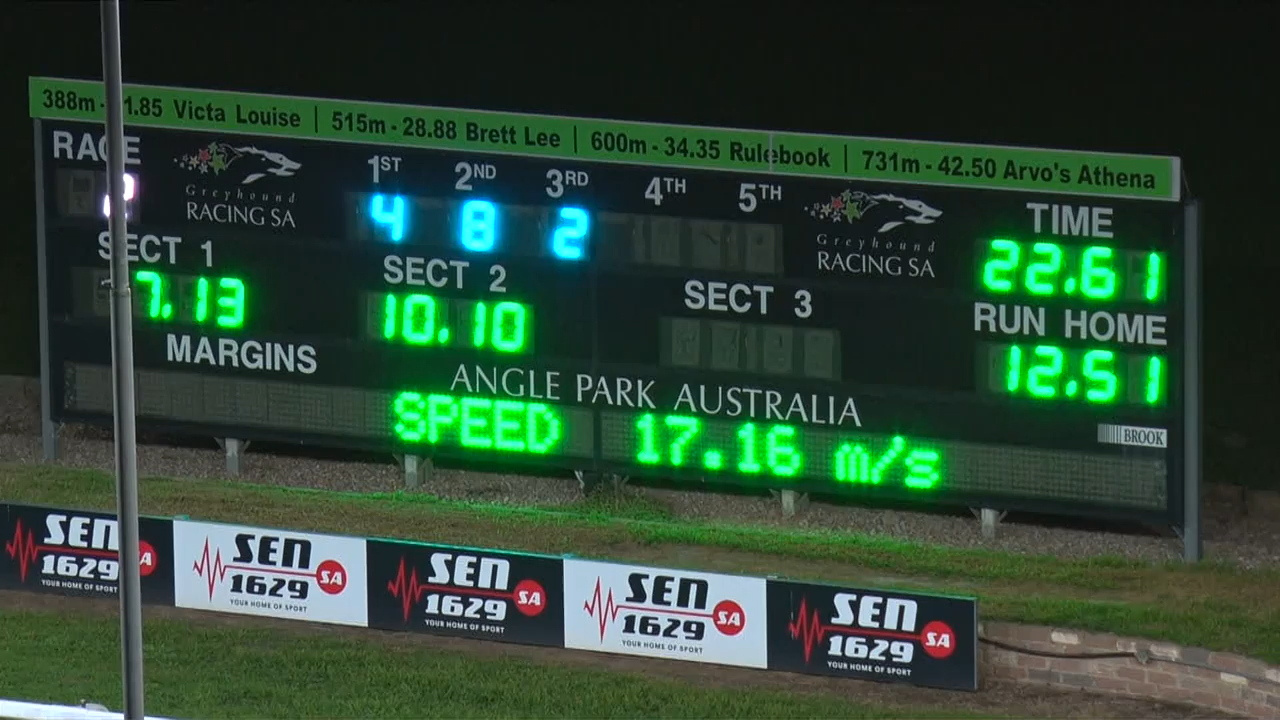 388m - 1.85 Victa Louise | 515m - 28.88 Brett Lee | 600m - 34.35 Rulebook | 731m - 42.50 Arvo's Athena
RACE
Greyhound
RACING SA
1ST 2ND 3RD 4TH 5TH
4 8 2
Greyhound
RACING SA
TIME
22.61
SECT 1
7.13
SECT 2
10.10
SECT 3
RUN HOME
12.51
MARGINS
ANGLE PARK AUSTRALIA
SPEED 17.16 m/s
BROOK
SEN
1629 SA
YOUR HOME OF SPORT
SEN
1629 SA
YOUR HOME OF SPORT
SEN
1629 SA
YOUR HOME OF SPORT
SEN
1629 SA
YOUR HOME OF SPORT
SEN
1629 SA
YOUR HOME OF SPORT